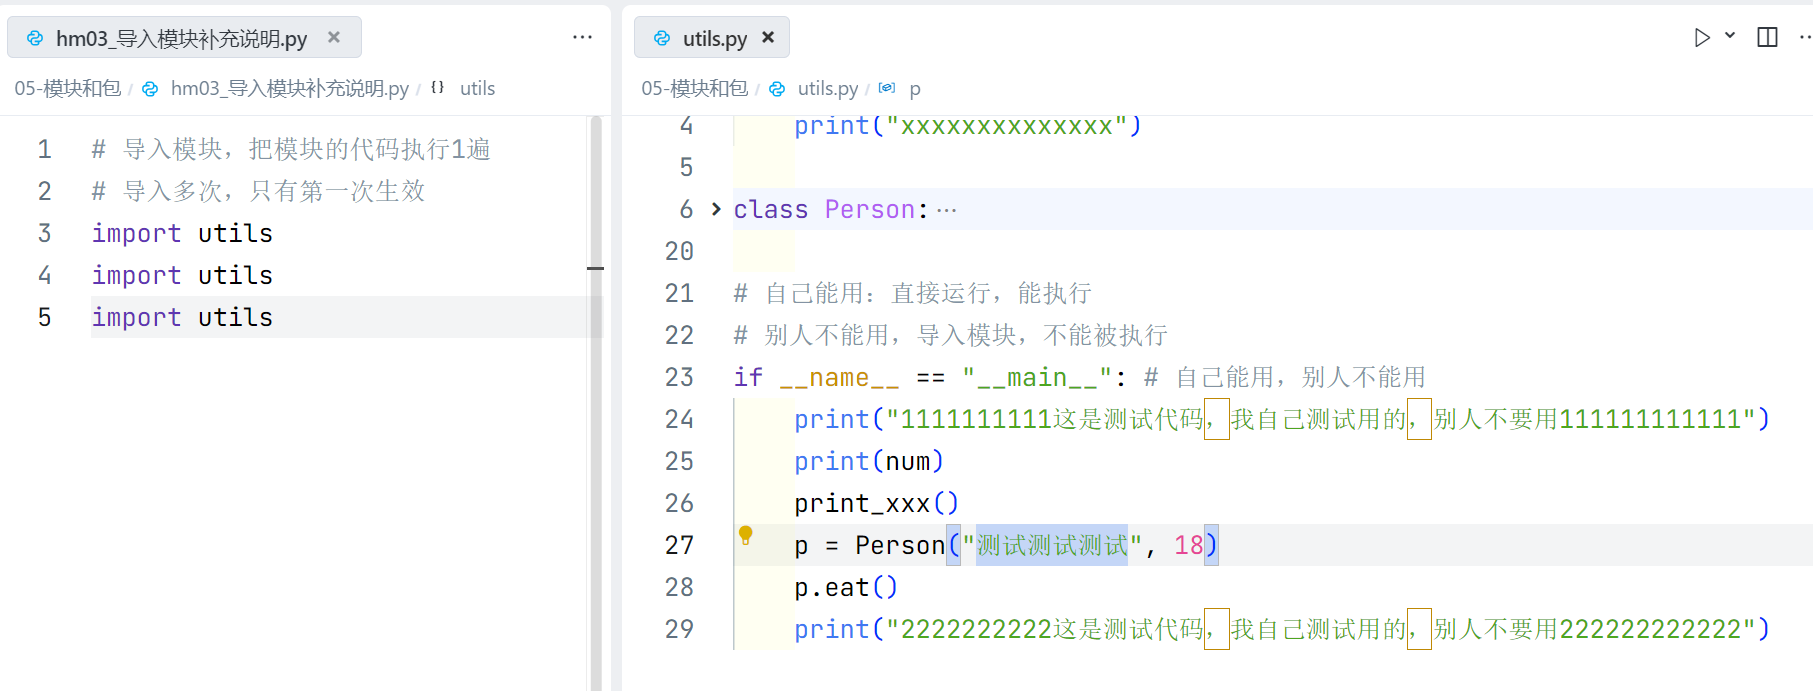 hm03_导入模块补充说明.py
05-模块和包 / hm03_导入模块补充说明.py / {} utils
1 # 导入模块，把模块的代码执行1遍
2 # 导入多次，只有第一次生效
3 import utils
4 import utils
5 import utils
utils.py
05-模块和包 / utils.py / p
4 print("xxxxxxxxxxxxxx")
5
6 class Person:···
20
21 # 自己能用：直接运行，能执行
22 # 别人不能用，导入模块，不能被执行
23 if __name__ == "__main__": # 自己能用，别人不能用
24 print("1111111111这是测试代码，我自己测试用的，别人不要用111111111111")
25 print(num)
26 print_xxx()
27 p = Person("测试测试测试", 18)
28 p.eat()
29 print("2222222222这是测试代码，我自己测试用的，别人不要用222222222222")